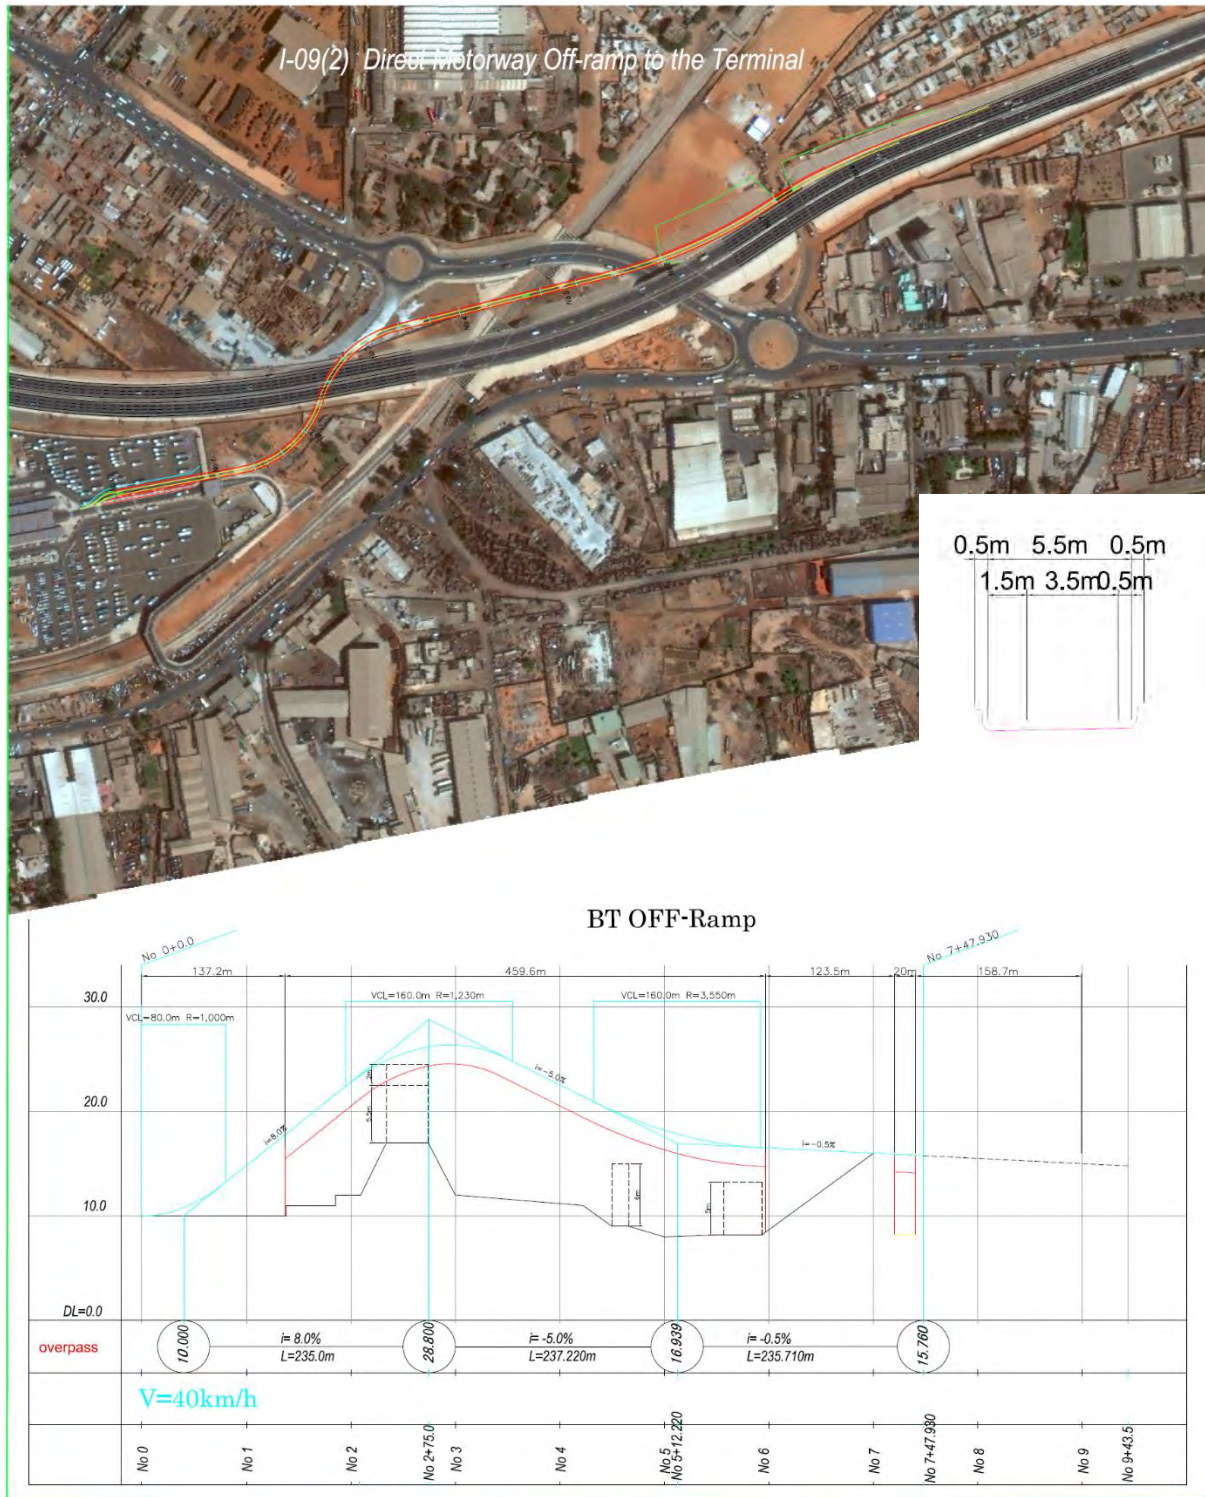 I-09(2) Direct Motorway Off-ramp to the Terminal
0.5m 5.5m 0.5m
1.5m 3.5m 0.5m
BT OFF-Ramp
No 0+0.0
No 7+47.930
137.2m 459.6m 123.5m 20m 158.7m
30.0
VCL=160.0m R=1,230m
VCL=160.0m R=3,550m
VCL=80.0m R=1,000m
i=8.0%
i=-5.0%
i=-0.5%
2m
5.5m
20.0
6m
5m
10.0
DL=0.0
overpass
10.000
i= 8.0%
L=235.0m
28.800
i= -5.0%
L=237.220m
16.939
i= -0.5%
L=235.710m
15.760
V=40km/h
No 0
No 1
No 2
No 2+75.0
No 3
No 4
No 5
No 5+12.220
No 6
No 7
No 7+47.930
No 8
No 9
No 9+43.5